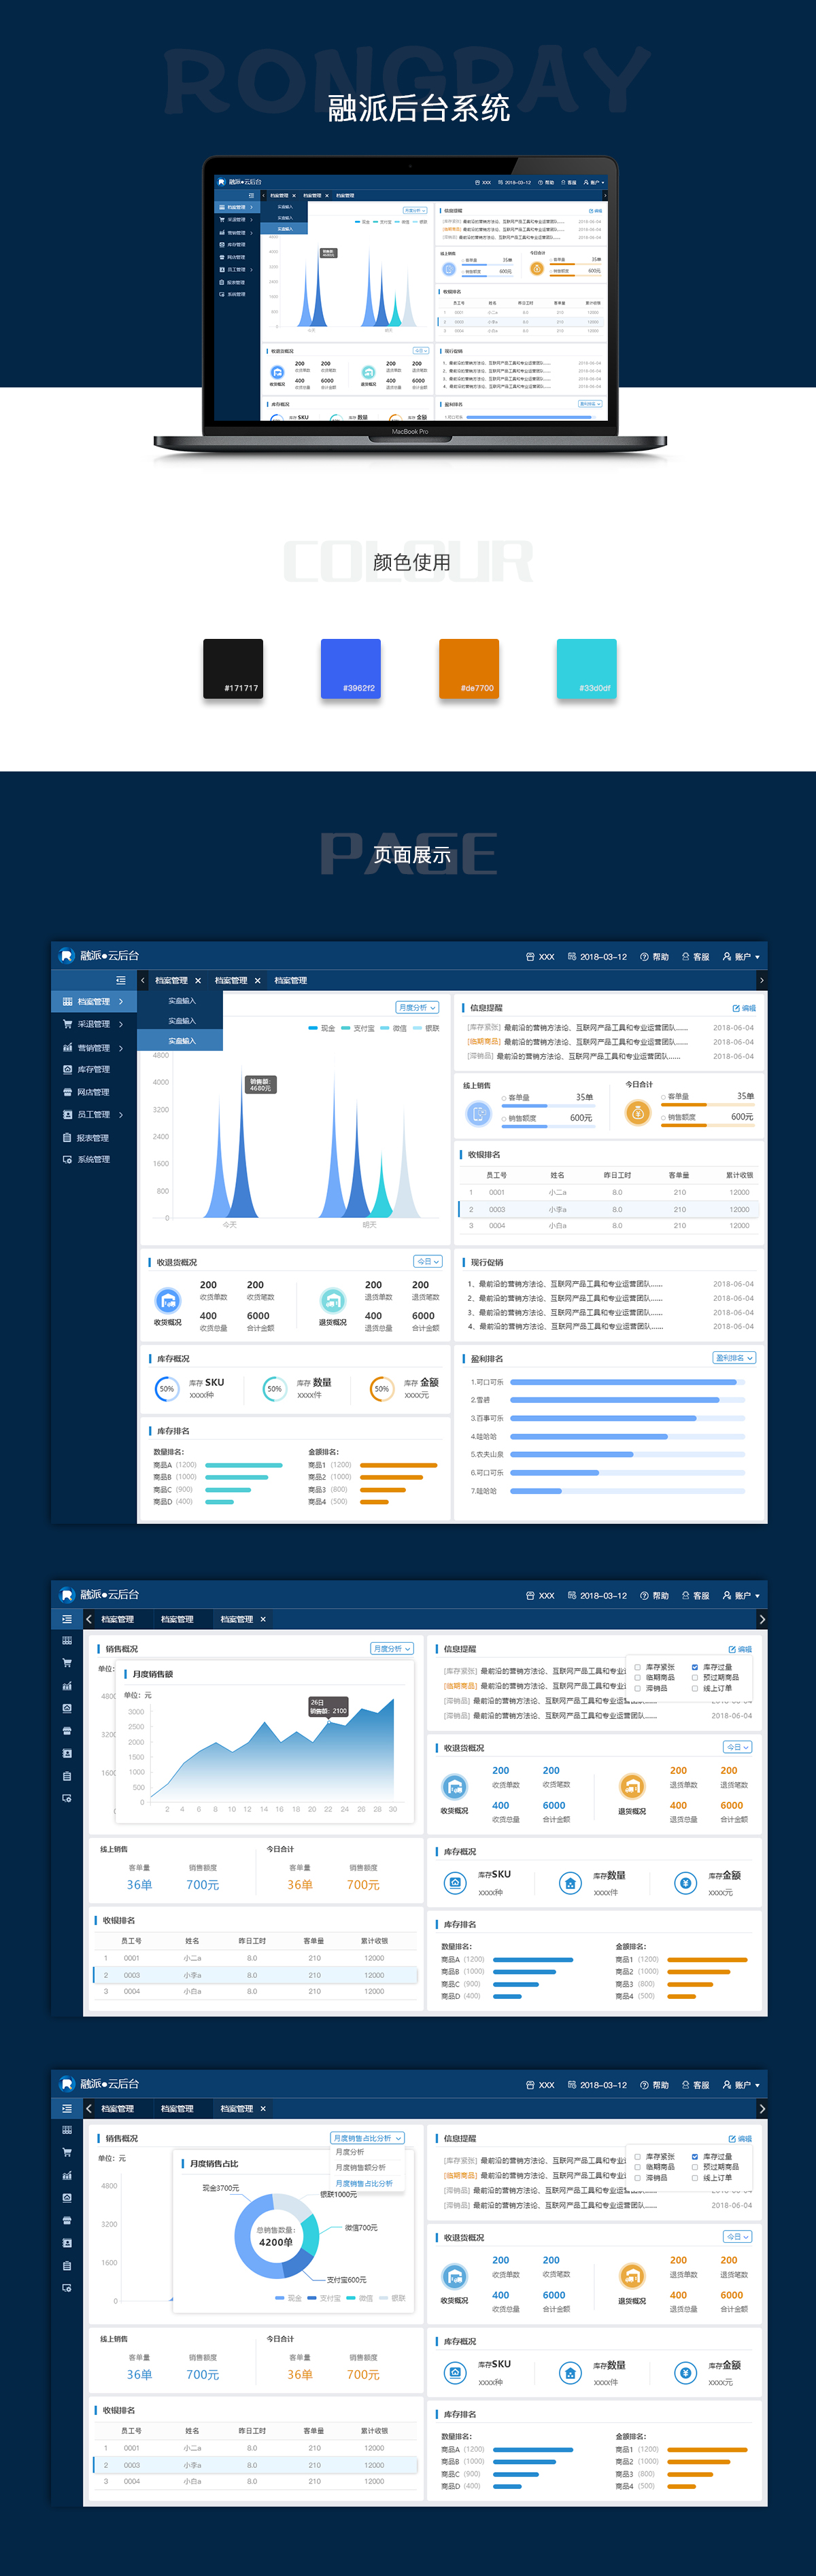 RONGPAY
融派后台系统
MacBook Pro
COLOUR
颜色使用
#171717
#3962f2
#de7700
#33d0df
PAGE
页面展示
融派●云后台
XXX 2018-03-12 帮助 客服 账户
档案管理 × 档案管理 × 档案管理
档案管理
采退管理
营销管理
库存管理
网店管理
员工管理
报表管理
系统管理
实盘输入
实盘输入
实盘输入
月度分析
现金 支付宝 微信 银联
4800
4000
3200
2400
1600
800
0
销售额:
4680元
今天
明天
信息提醒 编辑
[库存紧张] 最前沿的营销方法论、互联网产品工具和专业运营团队...... 2018-06-04
[临期商品] 最前沿的营销方法论、互联网产品工具和专业运营团队...... 2018-06-04
[滞销品] 最前沿的营销方法论、互联网产品工具和专业运营团队...... 2018-06-04
线上销售
客单量 35单
销售额度 600元
今日合计
客单量 35单
销售额度 600元
收银排名
员工号 姓名 昨日工时 客单量 累计收银
1 0001 小二a 8.0 210 12000
2 0003 小李a 8.0 210 12000
3 0004 小白a 8.0 210 12000
收退货概况 今日
收货概况
200 200
收货单数 收货笔数
400 6000
收货总量 合计金额
退货概况
200 200
退货单数 退货笔数
400 6000
退货总量 合计金额
现行促销
1、最前沿的营销方法论、互联网产品工具和专业运营团队...... 2018-06-04
2、最前沿的营销方法论、互联网产品工具和专业运营团队...... 2018-06-04
3、最前沿的营销方法论、互联网产品工具和专业运营团队...... 2018-06-04
4、最前沿的营销方法论、互联网产品工具和专业运营团队...... 2018-06-04
库存概况
50% 库存 SKU xxxx种
50% 库存 数量 xxxx件
50% 库存 金额 xxxx元
库存排名
数量排名:
商品A (1200)
商品B (1000)
商品C (900)
商品D (400)
金额排名:
商品1 (1200)
商品2 (1000)
商品3 (800)
商品4 (500)
盈利排名 盈利排名
1.可口可乐
2.雪碧
3.百事可乐
4.哇哈哈
5.农夫山泉
6.可口可乐
7.哇哈哈
融派●云后台
XXX 2018-03-12 帮助 客服 账户
档案管理 档案管理 档案管理 ×
销售概况 月度分析
单位:
4800
3200
1600
0
月度销售额
单位: 元
3000
2500
2000
1500
1000
500
0
26日
销售额: 2100
2 4 6 8 10 12 14 16 18 20 22 24 26 28 30
信息提醒 编辑
[库存紧张] 最前沿的营销方法论、互联网产品工具和专业运
[临期商品] 最前沿的营销方法论、互联网产品工具和专业运
[滞销品] 最前沿的营销方法论、互联网产品工具和专业运营团队......
[滞销品] 最前沿的营销方法论、互联网产品工具和专业运营团队...... 2018-06-04
库存紧张 库存过量
临期商品 预过期商品
滞销品 线上订单
线上销售
客单量 销售额度
36单 700元
今日合计
客单量 销售额度
36单 700元
收银排名
员工号 姓名 昨日工时 客单量 累计收银
1 0001 小二a 8.0 210 12000
2 0003 小李a 8.0 210 12000
3 0004 小白a 8.0 210 12000
收退货概况 今日
收货概况
200 200
收货单数 收货笔数
400 6000
收货总量 合计金额
退货概况
200 200
退货单数 退货笔数
400 6000
退货总量 合计金额
库存概况
库存SKU xxxx种
库存数量 xxxx件
库存金额 xxxx元
库存排名
数量排名:
商品A (1200)
商品B (1000)
商品C (900)
商品D (400)
金额排名:
商品1 (1200)
商品2 (1000)
商品3 (800)
商品4 (500)
融派●云后台
XXX 2018-03-12 帮助 客服 账户
档案管理 档案管理 档案管理 ×
销售概况 月度销售占比分析
月度分析
月度销售额分析
月度销售占比分析
单位: 元
4800
3200
1600
0
月度销售占比
现金3700元
银联1000元
微信700元
支付宝600元
总销售数量:
4200单
现金 支付宝 微信 银联
信息提醒 编辑
[库存紧张] 最前沿的营销方法论、互联网产品工具和专业运
[临期商品] 最前沿的营销方法论、互联网产品工具和专业运
[滞销品] 最前沿的营销方法论、互联网产品工具和专业运营团队......
[滞销品] 最前沿的营销方法论、互联网产品工具和专业运营团队...... 2018-06-04
库存紧张 库存过量
临期商品 预过期商品
滞销品 线上订单
线上销售
客单量 销售额度
36单 700元
今日合计
客单量 销售额度
36单 700元
收银排名
员工号 姓名 昨日工时 客单量 累计收银
1 0001 小二a 8.0 210 12000
2 0003 小李a 8.0 210 12000
3 0004 小白a 8.0 210 12000
收退货概况 今日
收货概况
200 200
收货单数 收货笔数
400 6000
收货总量 合计金额
退货概况
200 200
退货单数 退货笔数
400 6000
退货总量 合计金额
库存概况
库存SKU xxxx种
库存数量 xxxx件
库存金额 xxxx元
库存排名
数量排名:
商品A (1200)
商品B (1000)
商品C (900)
商品D (400)
金额排名:
商品1 (1200)
商品2 (1000)
商品3 (800)
商品4 (500)